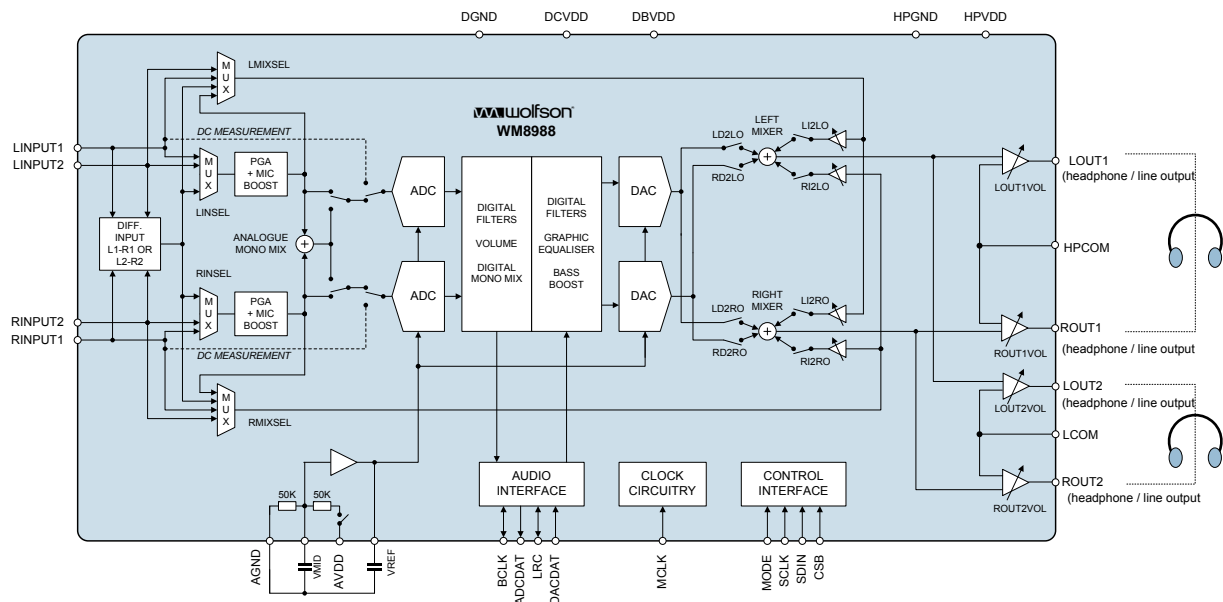 DGND DCVDD DBVDD HPGND HPVDD
MUX
LMIXSEL
wolfson
WM8988
DC MEASUREMENT
LINPUT1
LINPUT2
MUX
PGA
+ MIC
BOOST
LINSEL
ADC
DIGITAL
FILTERS
VOLUME
DIGITAL
MONO MIX
DIGITAL
FILTERS
GRAPHIC
EQUALISER
BASS
BOOST
DAC
LD2LO
RD2LO
LEFT
MIXER
LI2LO
RI2LO
LOUT1VOL
LOUT1
(headphone / line output
DIFF.
INPUT
L1-R1 OR
L2-R2
ANALOGUE
MONO MIX
HPCOM
RINSEL
MUX
PGA
+ MIC
BOOST
ADC
DAC
RINPUT2
RINPUT1
DC MEASUREMENT
LD2RO
RD2RO
RIGHT
MIXER
LI2RO
RI2RO
ROUT1VOL
ROUT1
(headphone / line output
MUX
RMIXSEL
LOUT2VOL
LOUT2
(headphone / line output
LCOM
ROUT2VOL
ROUT2
(headphone / line output
50K 50K
AUDIO
INTERFACE
CLOCK
CIRCUITRY
CONTROL
INTERFACE
AGND
VMID
AVDD
VREF
BCLK
ADCDAT
LRC
DACDAT
MCLK
MODE
SCLK
SDIN
CSB